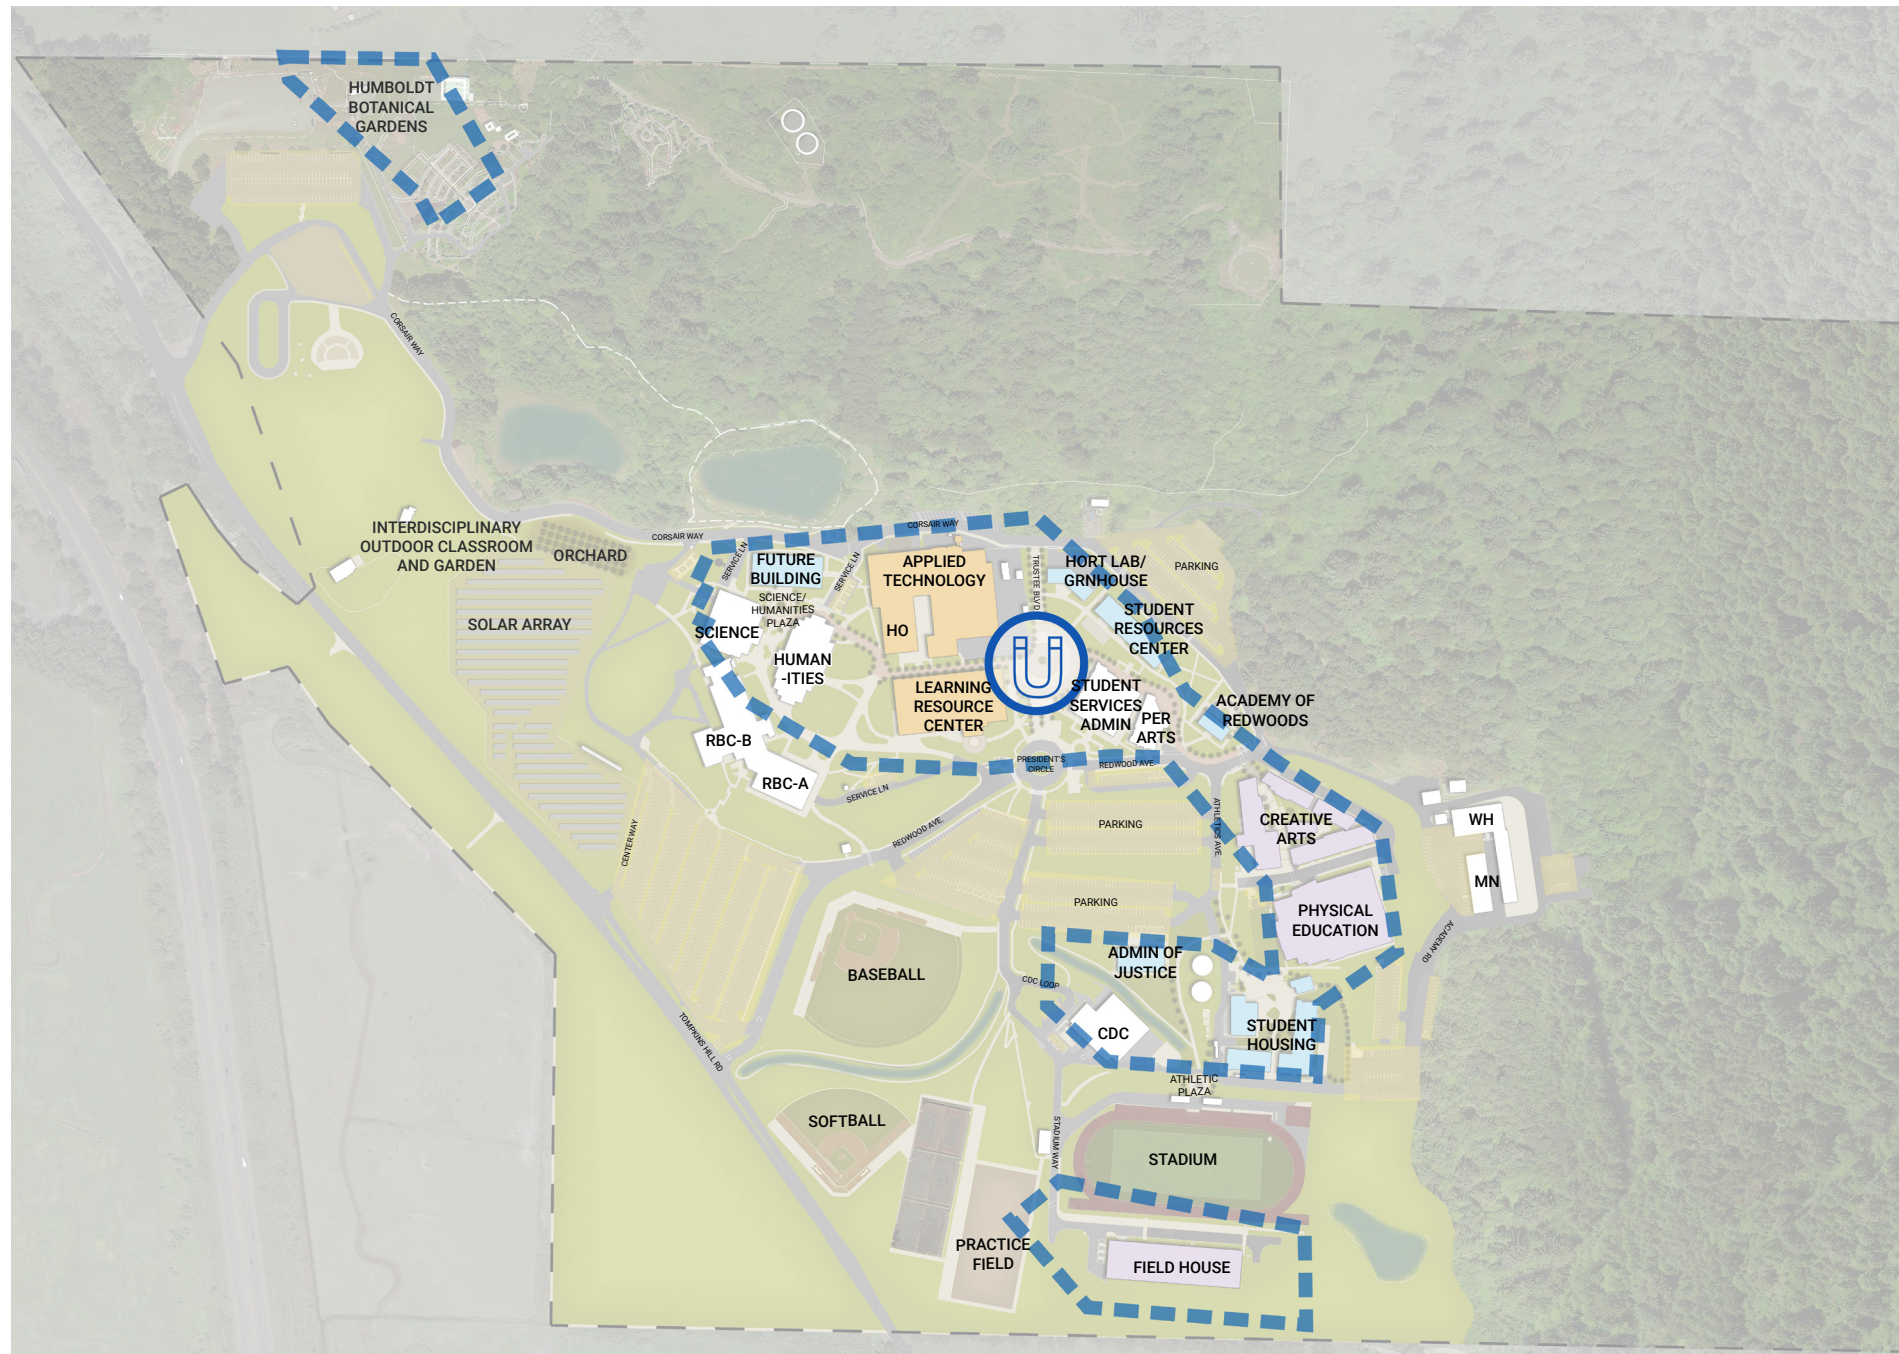 HUMBOLDT
BOTANICAL
GARDENS
CORSAIR WAY
INTERDISCIPLINARY
OUTDOOR CLASSROOM
AND GARDEN
ORCHARD
SOLAR ARRAY
CORSAIR WAY
CORSAIR WAY
SERVICE LN
SERVICE LN
FUTURE
BUILDING
SCIENCE/
HUMANITIES
PLAZA
SCIENCE
HUMAN
-ITIES
APPLIED
TECHNOLOGY
HO
TRUSTEE BLVD
HORT LAB/
GRNHOUSE
PARKING
STUDENT
RESOURCES
CENTER
LEARNING
RESOURCE
CENTER
STUDENT
SERVICES
ADMIN
PER
ARTS
ACADEMY OF
REDWOODS
RBC-B
RBC-A
PRESIDENT'S
CIRCLE
REDWOOD AVE.
SERVICE LN
REDWOOD AVE.
CENTER WAY
PARKING
ATHLETICS AVE.
CREATIVE
ARTS
WH
MN
PARKING
PHYSICAL
EDUCATION
ACADEMY RD
BASEBALL
ADMIN OF
JUSTICE
CDC LOOP
CDC
STUDENT
HOUSING
TOMPKINS HILL RD
ATHLETIC
PLAZA
SOFTBALL
STADIUM WAY
STADIUM
PRACTICE
FIELD
FIELD HOUSE